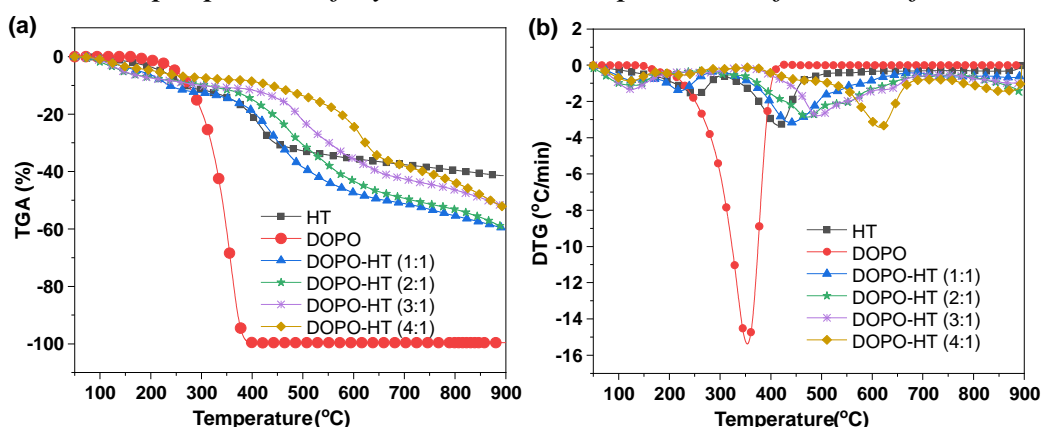 (a)
0
-20
-40
-60
-80
-100
TGA (%)
HT
DOPO
DOPO-HT (1:1)
DOPO-HT (2:1)
DOPO-HT (3:1)
DOPO-HT (4:1)
100 200 300 400 500 600 700 800 900
Temperature(°C)
(b)
2
0
-2
-4
-6
-8
-10
-12
-14
-16
DTG (°C/min)
HT
DOPO
DOPO-HT (1:1)
DOPO-HT (2:1)
DOPO-HT (3:1)
DOPO-HT (4:1)
100 200 300 400 500 600 700 800 900
Temperature(°C)